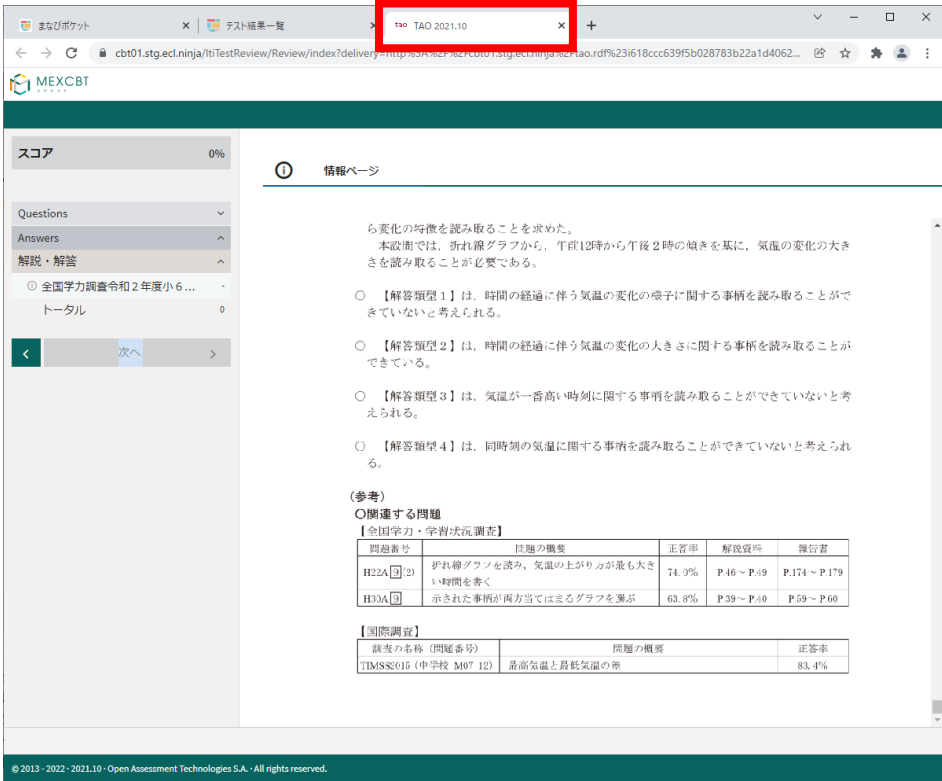 まなびポケット
テスト結果一覧
tao TAO 2021.10
cbt01.stg.ecl.ninja/ltiTestReview/Review/index?delivery=http%3A%2F%2Fcbt01.stg.ecl.ninja%2Ftao.rdf%23i618ccc639f5b028783b22a1d4062...
MEXCBT
メクビット
スコア 0%
情報ページ
Questions
Answers
解説・解答
全国学力調査令和2年度小6... -
トータル 0
次へ
ら変化の特徴を読み取ることを求めた。
本設問では，折れ線グラフから，午前12時から午後2時の傾きを基に，気温の変化の大き
さを読み取ることが必要である。
○ 【解答類型1】は，時間の経過に伴う気温の変化の様子に関する事柄を読み取ることがで
きていないと考えられる。
○ 【解答類型2】は，時間の経過に伴う気温の変化の大きさに関する事柄を読み取ることが
できている。
○ 【解答類型3】は，気温が一番高い時刻に関する事柄を読み取ることができていないと考
えられる。
○ 【解答類型4】は，同時刻の気温に関する事柄を読み取ることができていないと考えられ
る。
(参考)
○関連する問題
【全国学力・学習状況調査】
問題番号 問題の概要 正答率 解説資料 報告書
H22A 9 (2) 折れ線グラフを読み，気温の上がり方が最も大き 74.0% P.46～P.49 P.174～P.179
い時間を書く
H30A 9 示された事柄が両方当てはまるグラフを選ぶ 63.8% P.39～P.40 P.59～P.60
【国際調査】
調査の名称（問題番号） 問題の概要 正答率
TIMSS2015（中学校 M07 12） 最高気温と最低気温の差 83.4%
© 2013 - 2022 · 2021.10 · Open Assessment Technologies S.A. · All rights reserved.